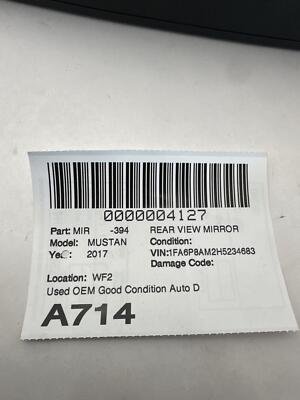 0000004127
Part: MIR -394 REAR VIEW MIRROR
Model: MUSTAN Condition:
Year: 2017 VIN:1FA6P8AM2H5234683
Damage Code:
Location: WF2
Used OEM Good Condition Auto D
A714